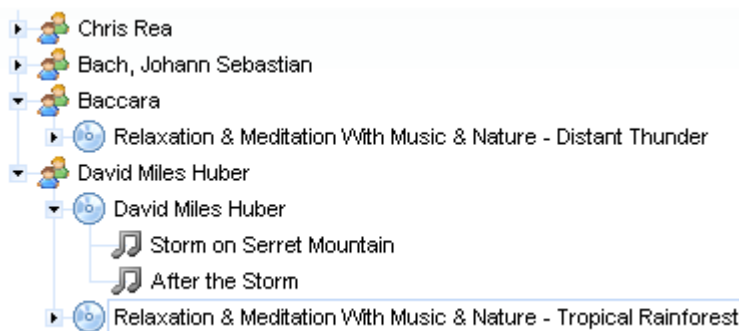 Chris Rea
Bach, Johann Sebastian
Baccara
Relaxation & Meditation With Music & Nature - Distant Thunder
David Miles Huber
David Miles Huber
Storm on Serret Mountain
After the Storm
Relaxation & Meditation With Music & Nature - Tropical Rainforest